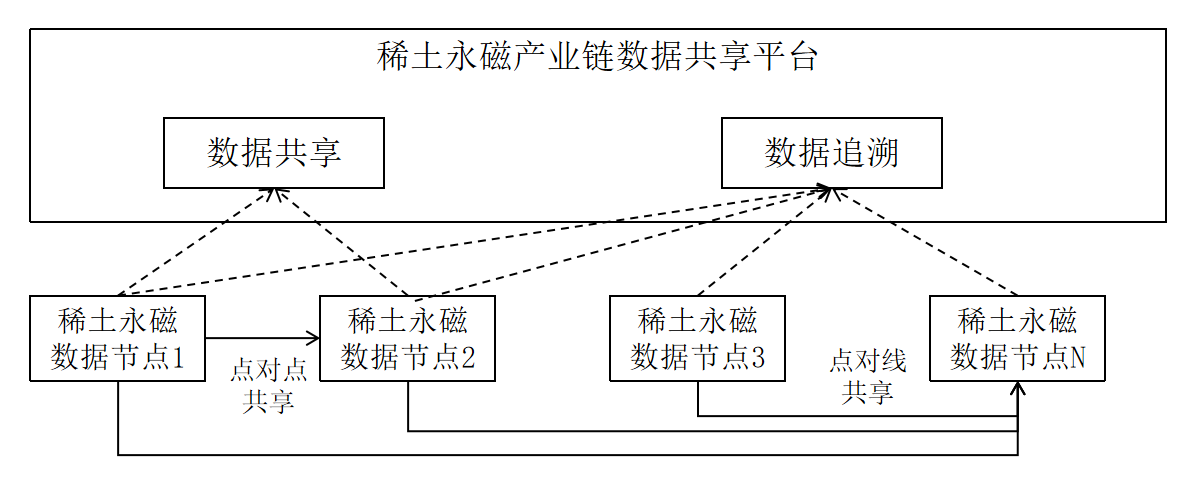 稀土永磁产业链数据共享平台
数据共享
数据追溯
稀土永磁
数据节点1
点对点
共享
稀土永磁
数据节点2
稀土永磁
数据节点3
点对线
共享
稀土永磁
数据节点N